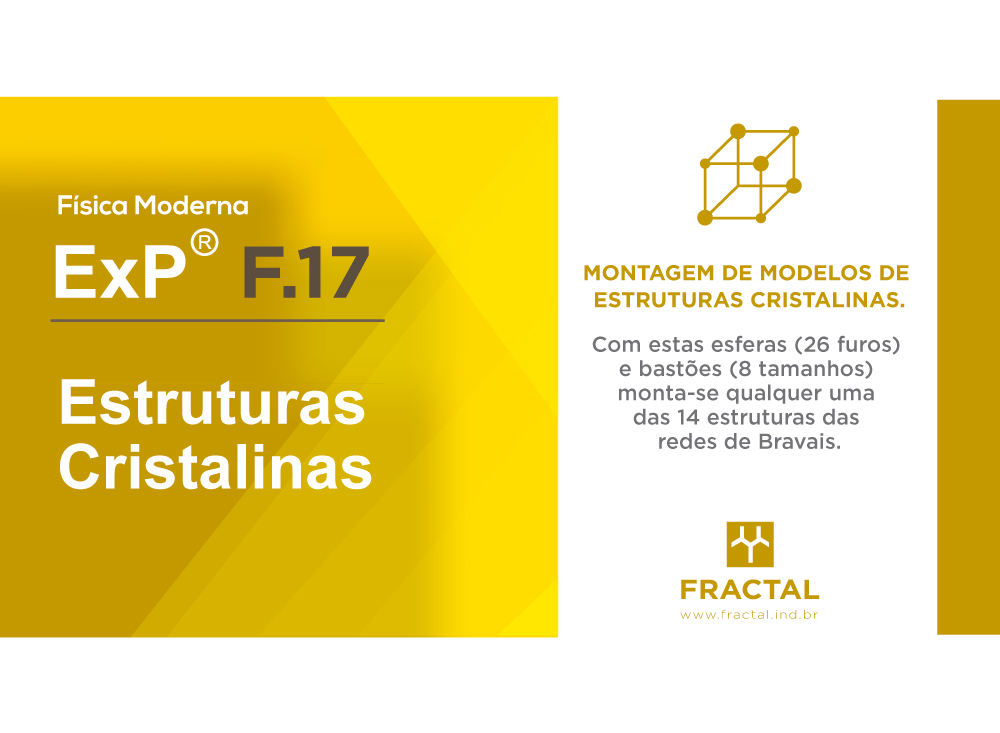 Física Moderna
ExP® F.17
Estruturas
Cristalinas
MONTAGEM DE MODELOS DE
ESTRUTURAS CRISTALINAS.
Com estas esferas (26 furos)
e bastões (8 tamanhos)
monta-se qualquer uma
das 14 estruturas das
redes de Bravais.
FRACTAL
www.fractal.ind.br